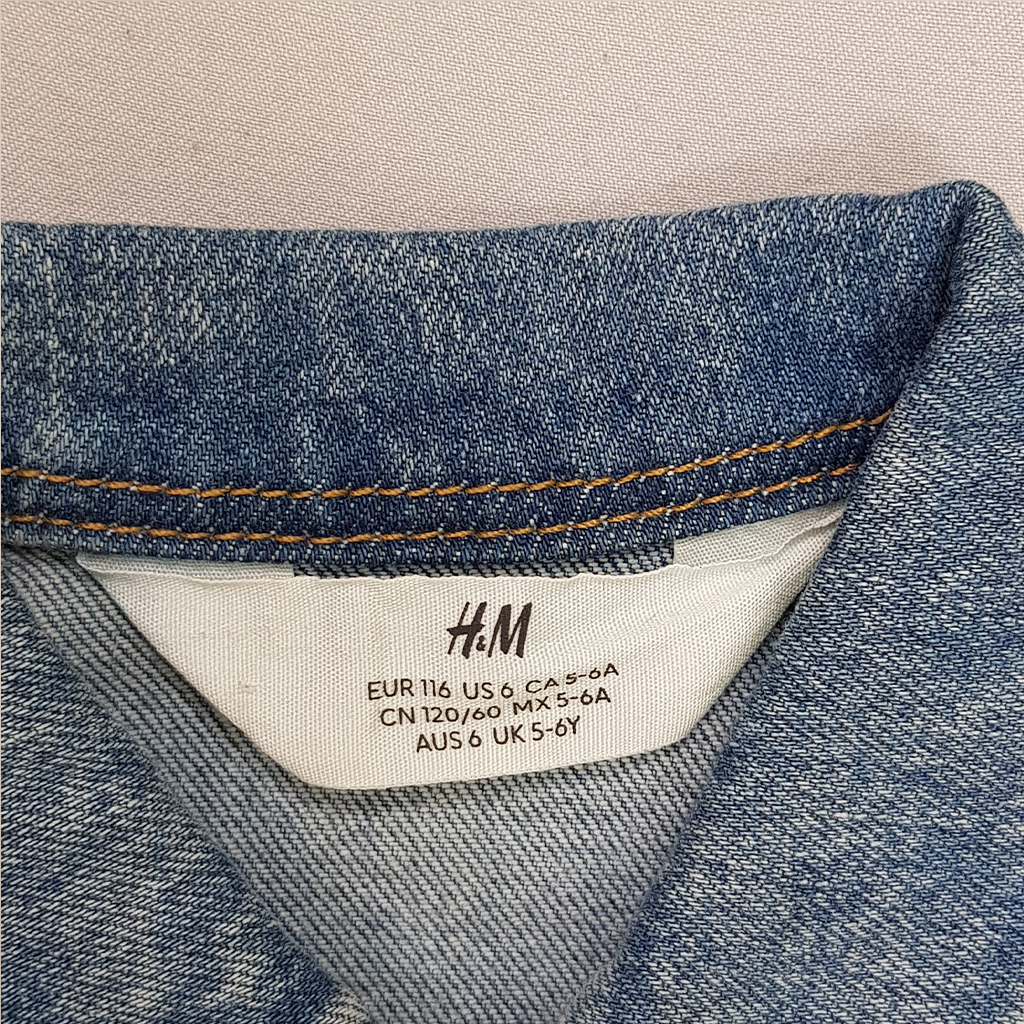 H&M
EUR 116 US 6 CA 5-6A
CN 120/60 MX 5-6A
AUS 6 UK 5-6Y